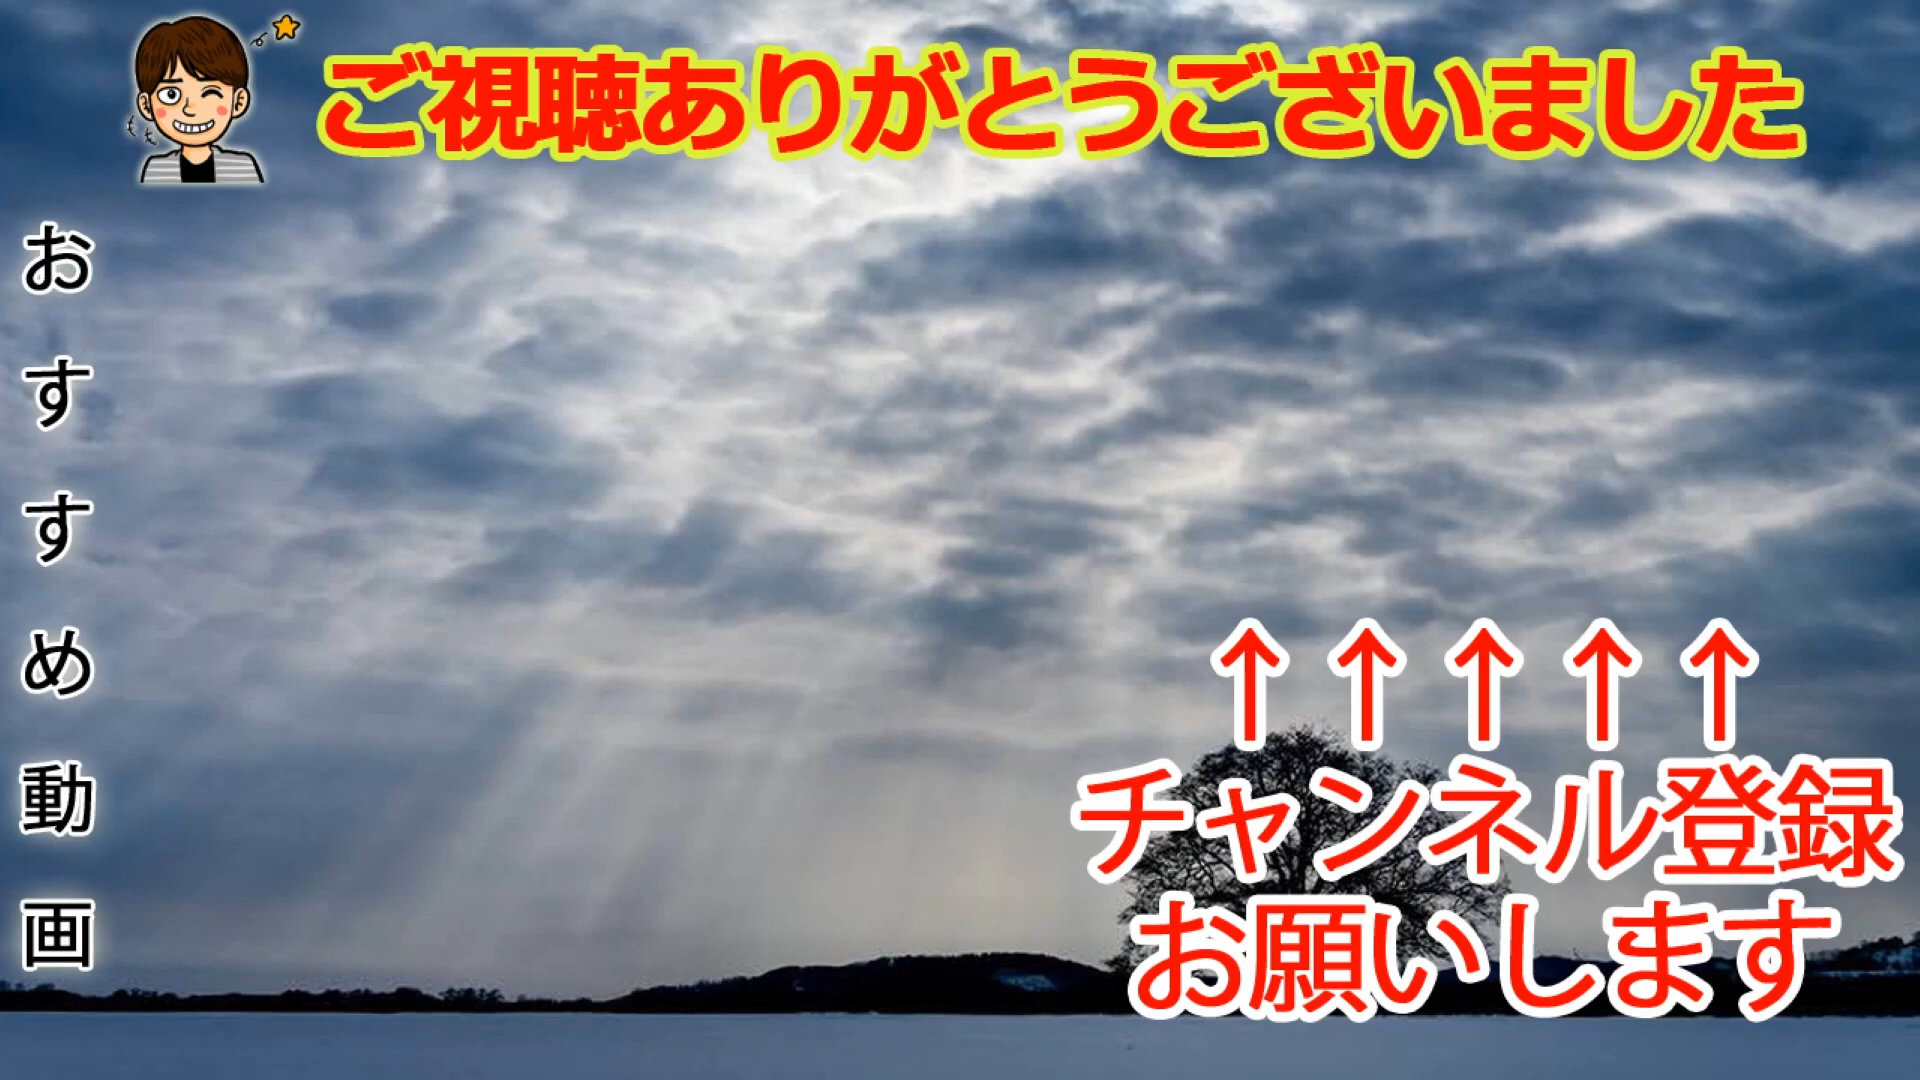 ご視聴ありがとうございました
おすすめ動画
↑↑↑↑↑
チャンネル登録
お願いします